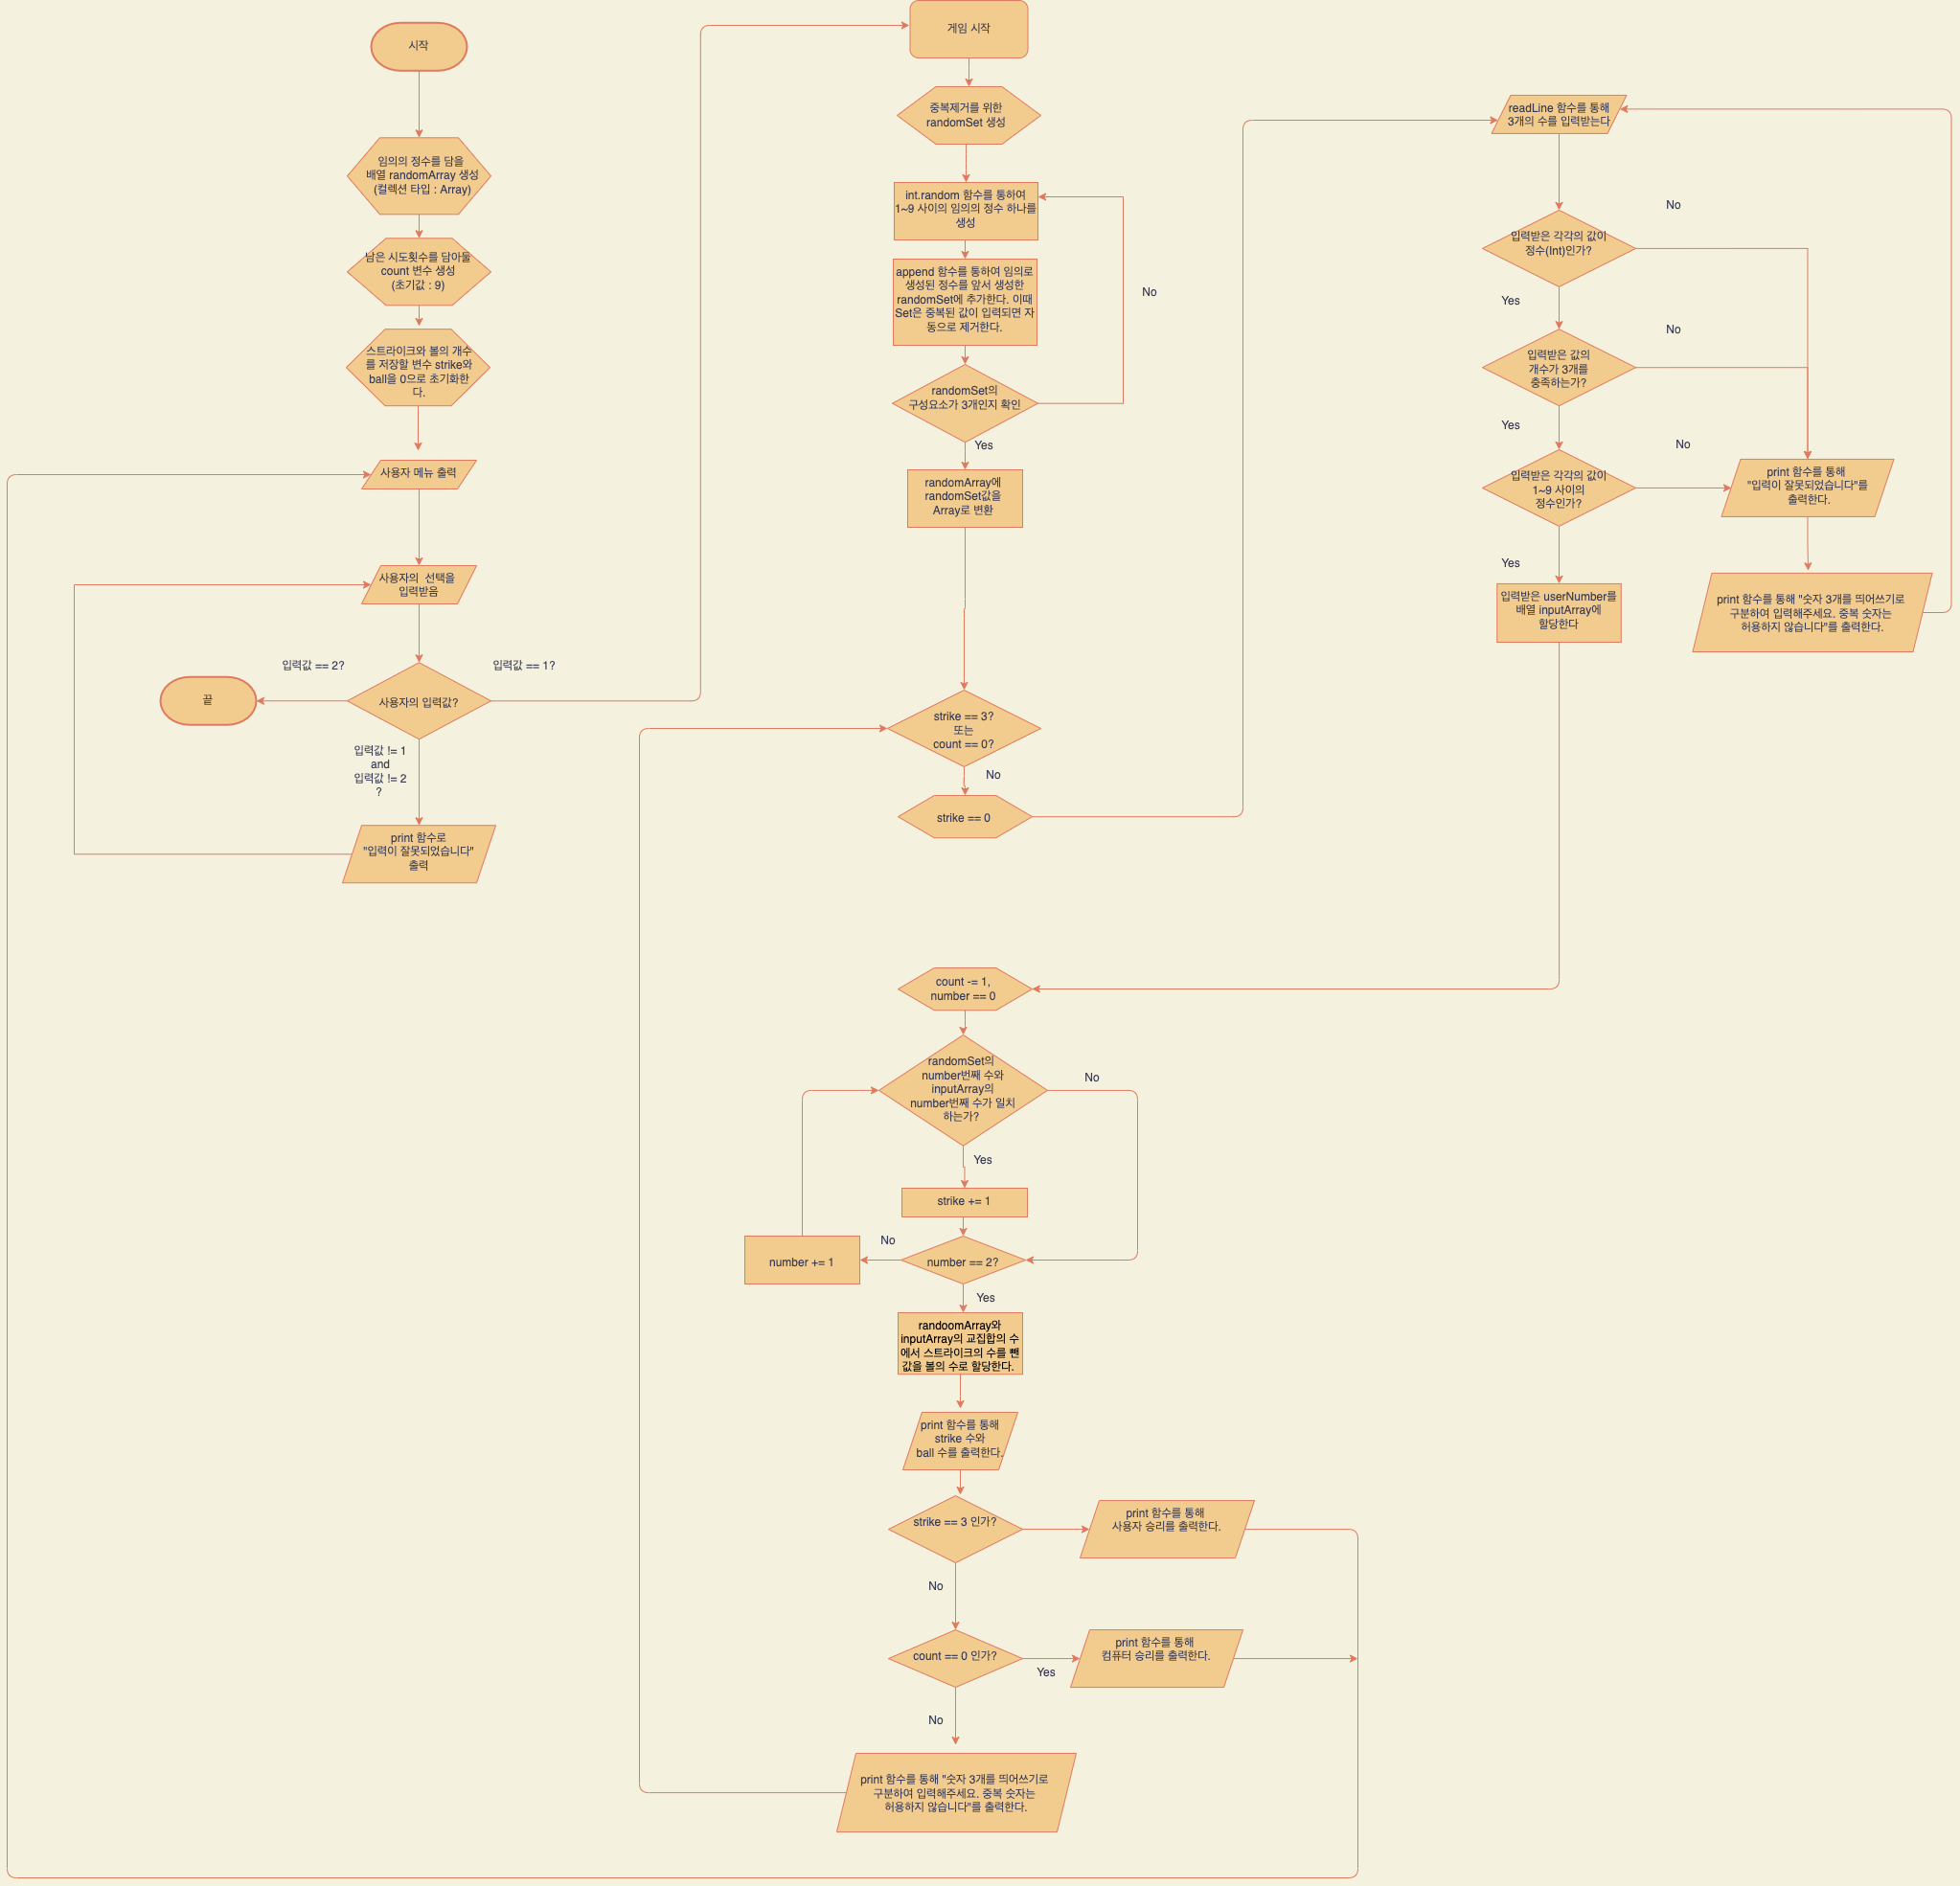 시작
임의의 정수를 담을
배열 randomArray 생성
(컬렉션 타입 : Array)
남은 시도횟수를 담아둘
count 변수 생성
(초기값 : 9)
스트라이크와 볼의 개수
를 저장할 변수 strike와
ball을 0으로 초기화한
다.
사용자 메뉴 출력
사용자의 선택을
입력받음
입력값 == 2?
입력값 == 1?
끝
사용자의 입력값?
입력값 != 1
and
입력값 != 2
?
print 함수로
"입력이 잘못되었습니다"
출력
게임 시작
중복제거를 위한
randomSet 생성
int.random 함수를 통하여
1~9 사이의 임의의 정수 하나를
생성
append 함수를 통하여 임의로
생성된 정수를 앞서 생성한
randomSet에 추가한다. 이때
Set은 중복된 값이 입력되면 자
동으로 제거한다.
No
randomSet의
구성요소가 3개인지 확인
Yes
randomArray에
randomSet값을
Array로 변환
strike == 3?
또는
count == 0?
No
strike == 0
readLine 함수를 통해
3개의 수를 입력받는다
No
입력받은 각각의 값이
정수(Int)인가?
Yes
No
입력받은 값의
개수가 3개를
충족하는가?
Yes
No
입력받은 각각의 값이
1~9 사이의
정수인가?
print 함수를 통해
"입력이 잘못되었습니다"를
출력한다.
Yes
입력받은 userNumber를
배열 inputArray에
할당한다
print 함수를 통해 "숫자 3개를 띄어쓰기로
구분하여 입력해주세요. 중복 숫자는
허용하지 않습니다"를 출력한다.
count -= 1,
number == 0
randomSet의
number번째 수와
inputArray의
number번째 수가 일치
하는가?
No
Yes
strike += 1
No
number += 1
number == 2?
Yes
randoomArray와
inputArray의 교집합의 수
에서 스트라이크의 수를 뺀
값을 볼의 수로 할당한다.
print 함수를 통해
strike 수와
ball 수를 출력한다.
strike == 3 인가?
print 함수를 통해
사용자 승리를 출력한다.
No
count == 0 인가?
Yes
print 함수를 통해
컴퓨터 승리를 출력한다.
No
print 함수를 통해 "숫자 3개를 띄어쓰기로
구분하여 입력해주세요. 중복 숫자는
허용하지 않습니다"를 출력한다.